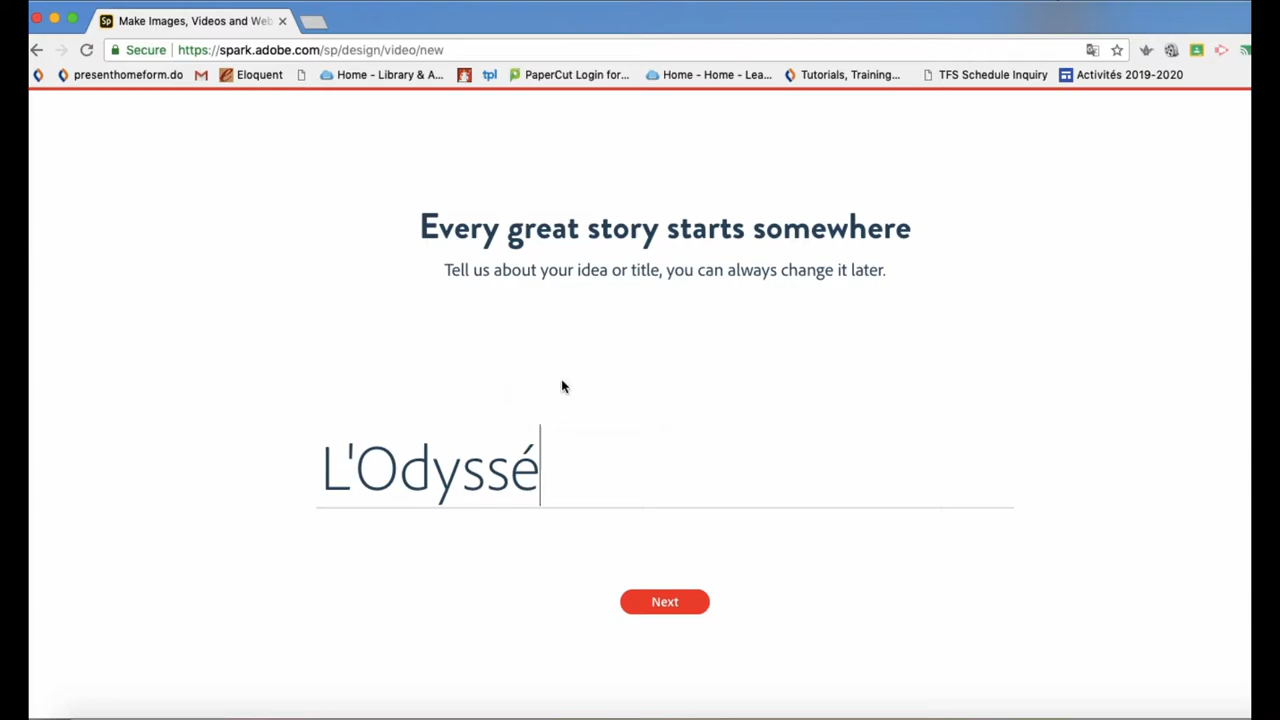 Sp Make Images, Videos and Web
Secure https://spark.adobe.com/sp/design/video/new
presenthomeform.do Eloquent Home - Library & A... tpl PaperCut Login for... Home - Home - Lea... Tutorials, Training,... TFS Schedule Inquiry Activités 2019-2020
Every great story starts somewhere
Tell us about your idea or title, you can always change it later.
L'Odyssé
Next